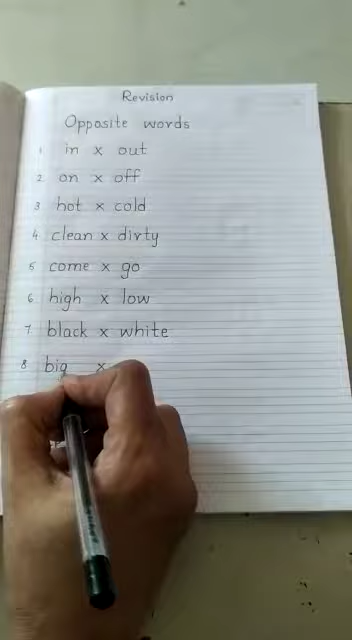 Revision
Opposite words
1 in x out
2 on x off
3 hot x cold
4 clean x dirty
5 come x go
6 high x low
7 black x white
8 big x